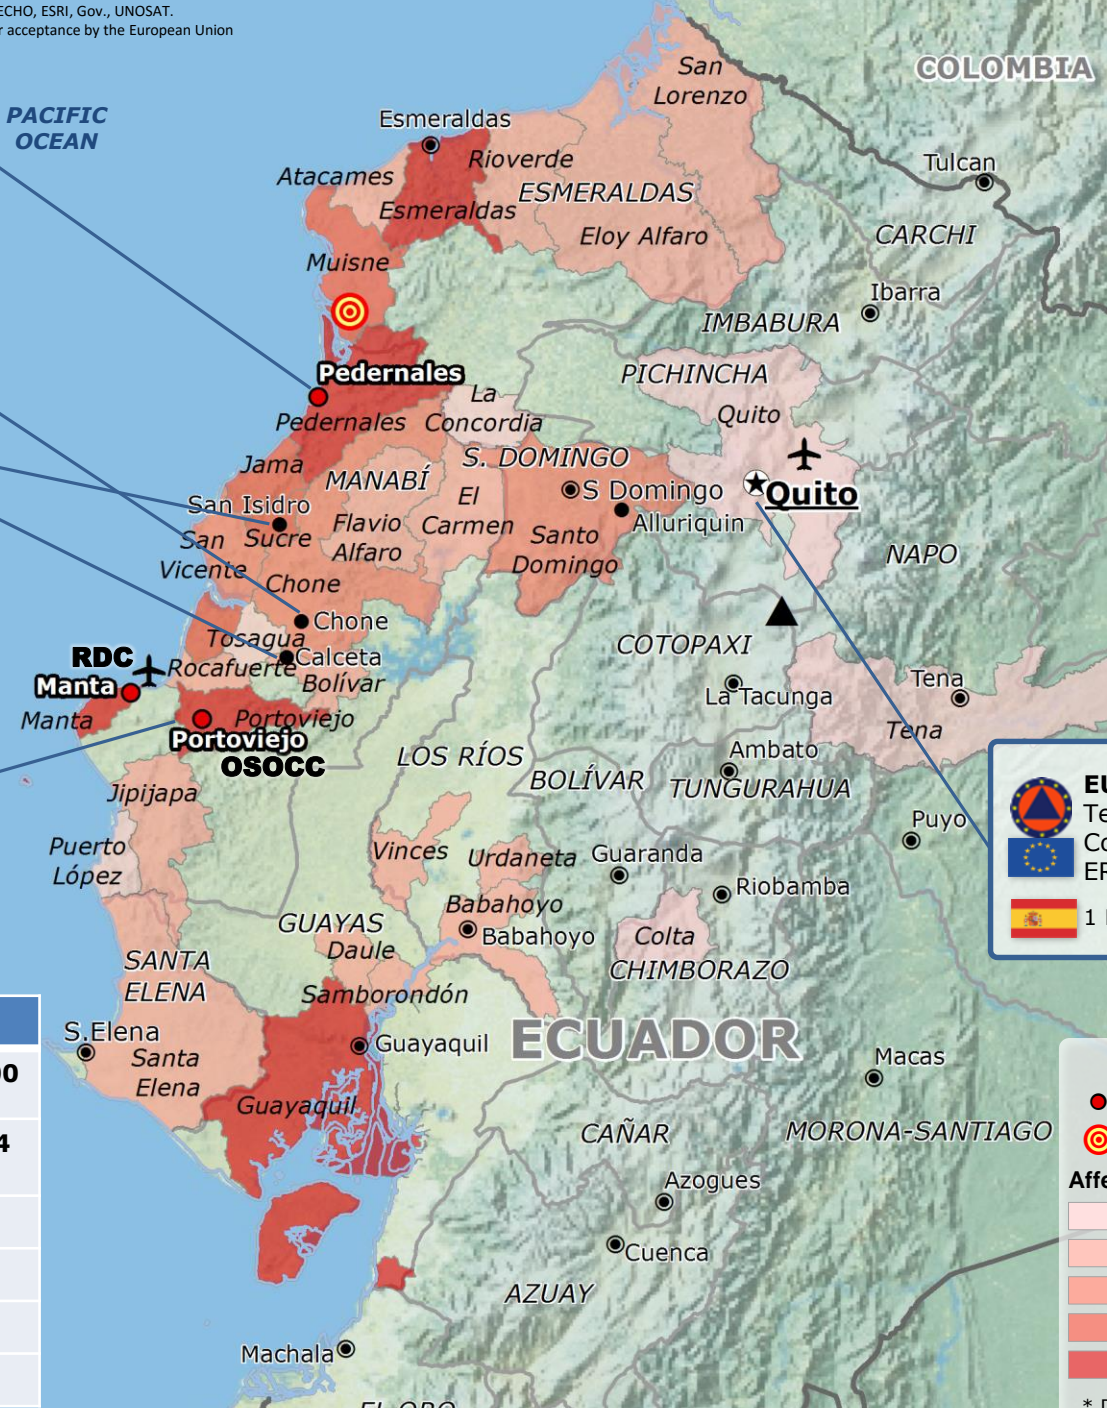 ECHO, ESRI, Gov., UNOSAT.
acceptance by the European Union
PACIFIC
OCEAN
COLOMBIA
San
Lorenzo
Esmeraldas
Rioverde
Atacames
ESMERALDAS
Esmeraldas
Eloy Alfaro
Tulcan
CARCHI
Muisne
Ibarra
IMBABURA
Pedernales
PICHINCHA
La
Concordia
Pedernales
Quito
Jama
MANABÍ
S. DOMINGO
Quito
San Isidro
El
Carmen
S Domingo
Alluriquin
San
Vicente
Sucre
Flavio
Alfaro
Santo
Domingo
NAPO
Chone
Chone
Tosagua
COTOPAXI
RDC
Rocafuerte
Calceta
Bolívar
Manta
La Tacunga
Tena
Manta
Portoviejo
Tena
Portoviejo
OSOCC
LOS RÍOS
BOLÍVAR
Ambato
TUNGURAHUA
Jipijapa
Puyo
Puerto
López
Vinces
Urdaneta
Guaranda
Riobamba
Babahoyo
Babahoyo
GUAYAS
Daule
Colta
CHIMBORAZO
SANTA
ELENA
Samborondón
S.Elena
Guayaquil
ECUADOR
Santa
Elena
Macas
Guayaquil
CAÑAR
MORONA-SANTIAGO
Azogues
Cuenca
AZUAY
Machala
EL ORO
1
*